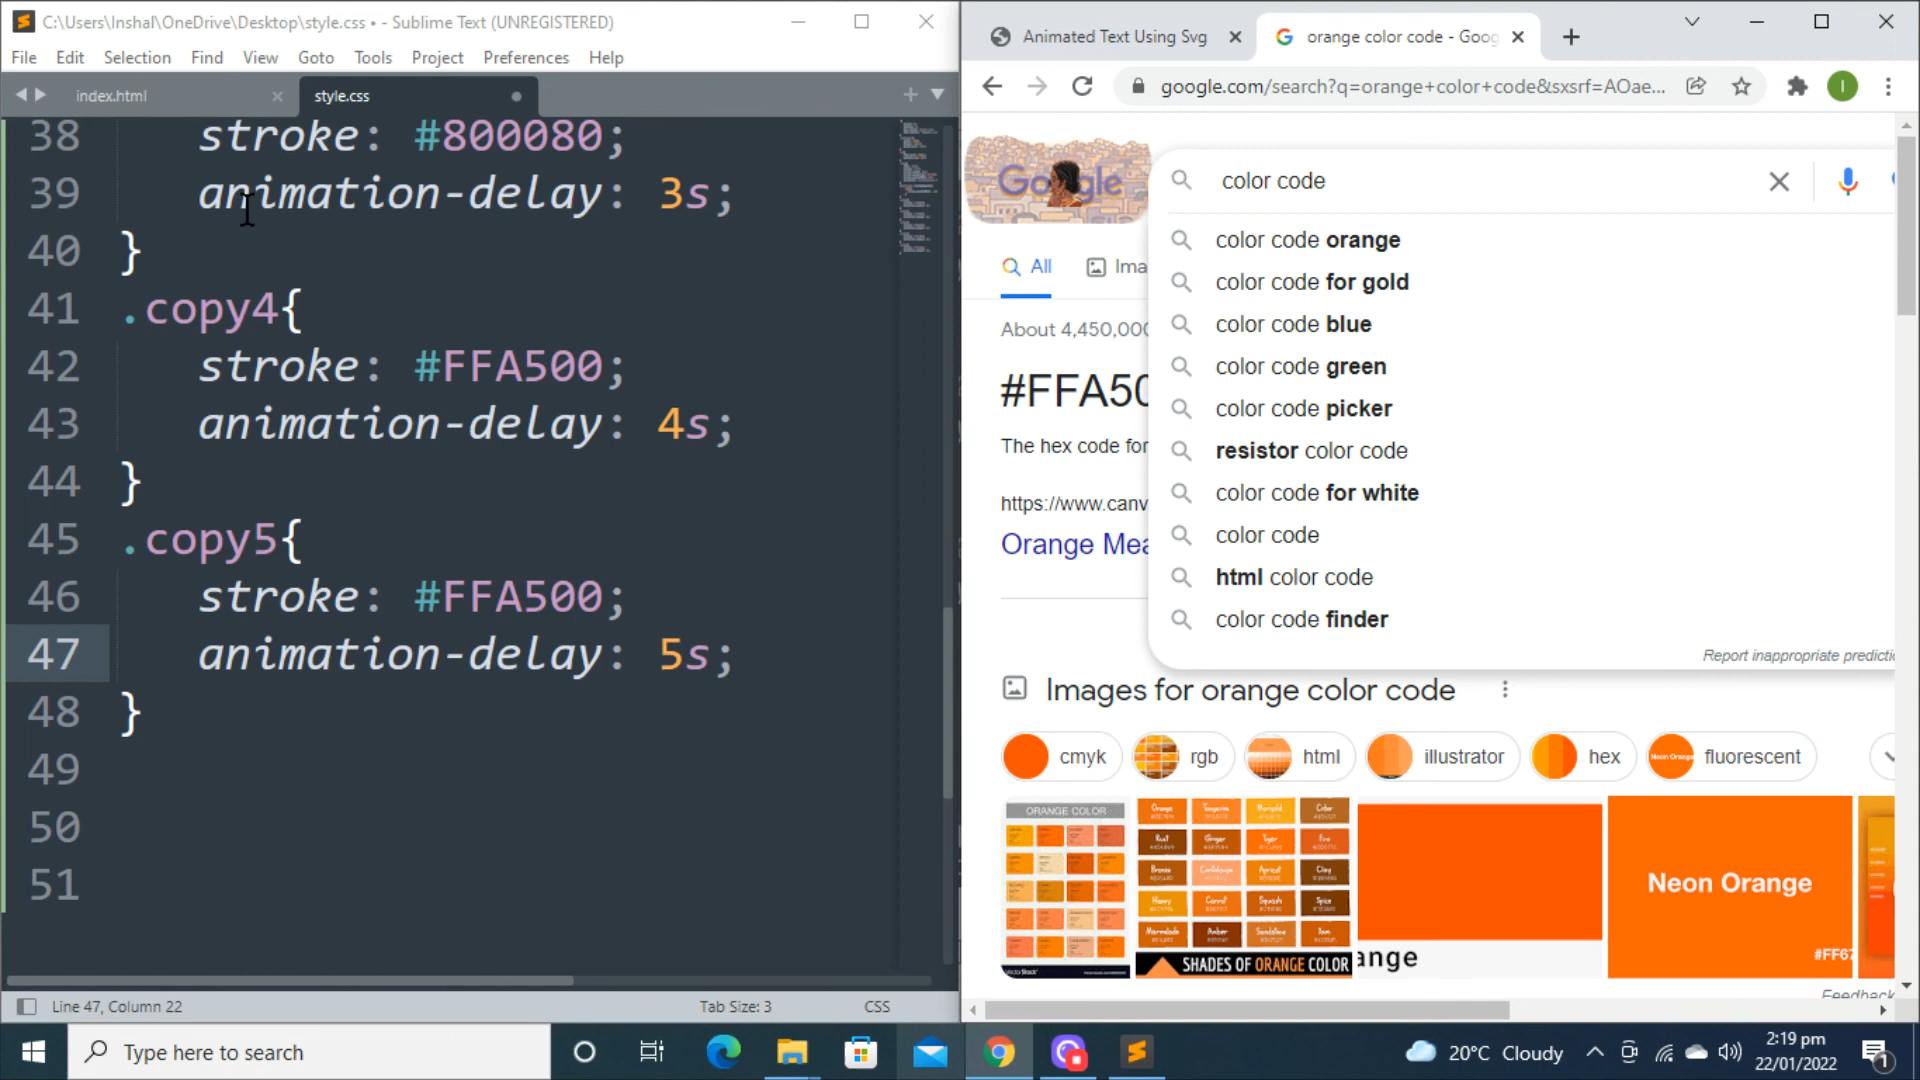 C:\Users\Inshal\OneDrive\Desktop\style.css • - Sublime Text (UNREGISTERED)
File Edit Selection Find View Goto Tools Project Preferences Help
index.html
style.css
38 stroke: #800080;
39 animation-delay: 3s;
40 }
41 .copy4{
42 stroke: #FFA500;
43 animation-delay: 4s;
44 }
45 .copy5{
46 stroke: #FFA500;
47 animation-delay: 5s;
48 }
49
50
51
Line 47, Column 22
Tab Size: 3
CSS
Animated Text Using Svg
orange color code - Goog
google.com/search?q=orange+color+code&sxsrf=AOae...
I
Google
color code
All
Ima
About 4,450,000
#FFA50
The hex code for
https://www.canv
Orange Mea
color code orange
color code for gold
color code blue
color code green
color code picker
resistor color code
color code for white
color code
html color code
color code finder
Report inappropriate predictio
Images for orange color code
cmyk
rgb
html
illustrator
Neon Orange
hex
fluorescent
ORANGE COLOR
SHADES OF ORANGE COLOR
ange
Neon Orange
#FF67
Feedback
Type here to search
20°C Cloudy
2:19 pm
22/01/2022
1